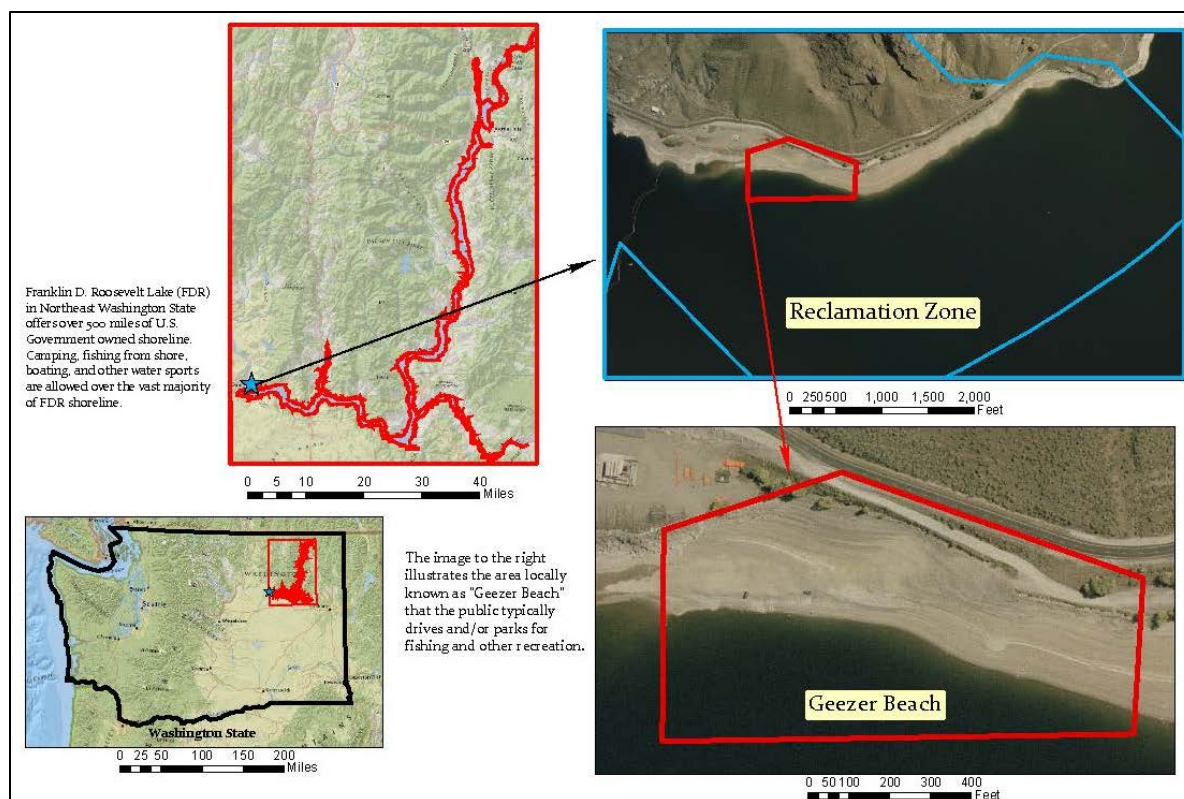 Franklin D. Roosevelt Lake (FDR)
in Northeast Washington State
offers over 500 miles of U.S.
Government owned shoreline.
Camping, fishing from shore,
boating, and other water sports
are allowed over the vast majority
of FDR shoreline.
0 5 10 20 30 40
Miles
Reclamation Zone
0 250500 1,000 1,500 2,000
Feet
Seattle
Washington State
0 25 50 100 150 200
Miles
The image to the right
illustrates the area locally
known as "Geezer Beach"
that the public typically
drives and/or parks for
fishing and other recreation.
Geezer Beach
0 50 100 200 300 400
Feet